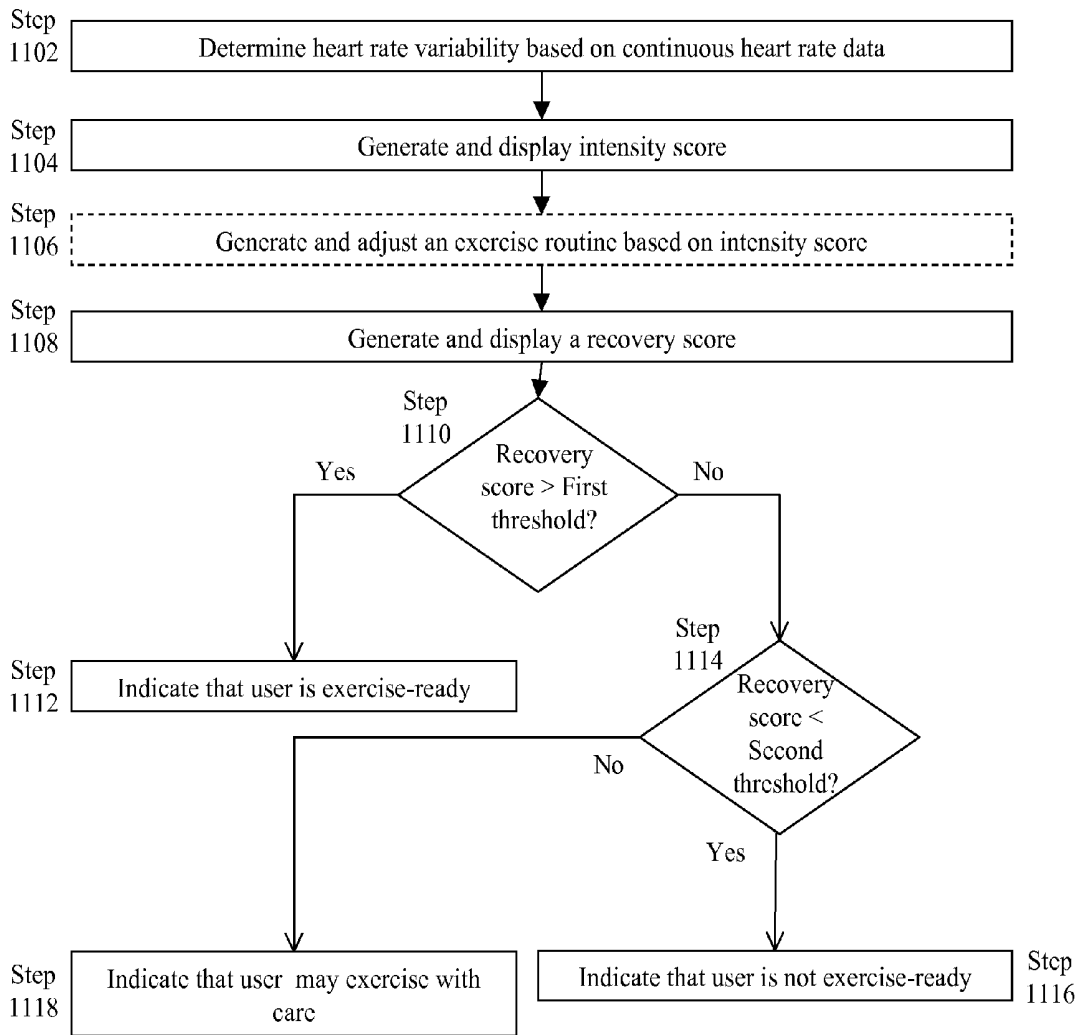 Step
1102
Determine heart rate variability based on continuous heart rate data
Step
1104
Generate and display intensity score
Step
1106
Generate and adjust an exercise routine based on intensity score
Step
1108
Generate and display a recovery score
Step
1110
Recovery
score > First
threshold?
Yes
No
Step
1112
Indicate that user is exercise-ready
Step
1114
Recovery
score <
Second
threshold?
No
Yes
Step
1118
Indicate that user may exercise with
care
Indicate that user is not exercise-ready
Step
1116